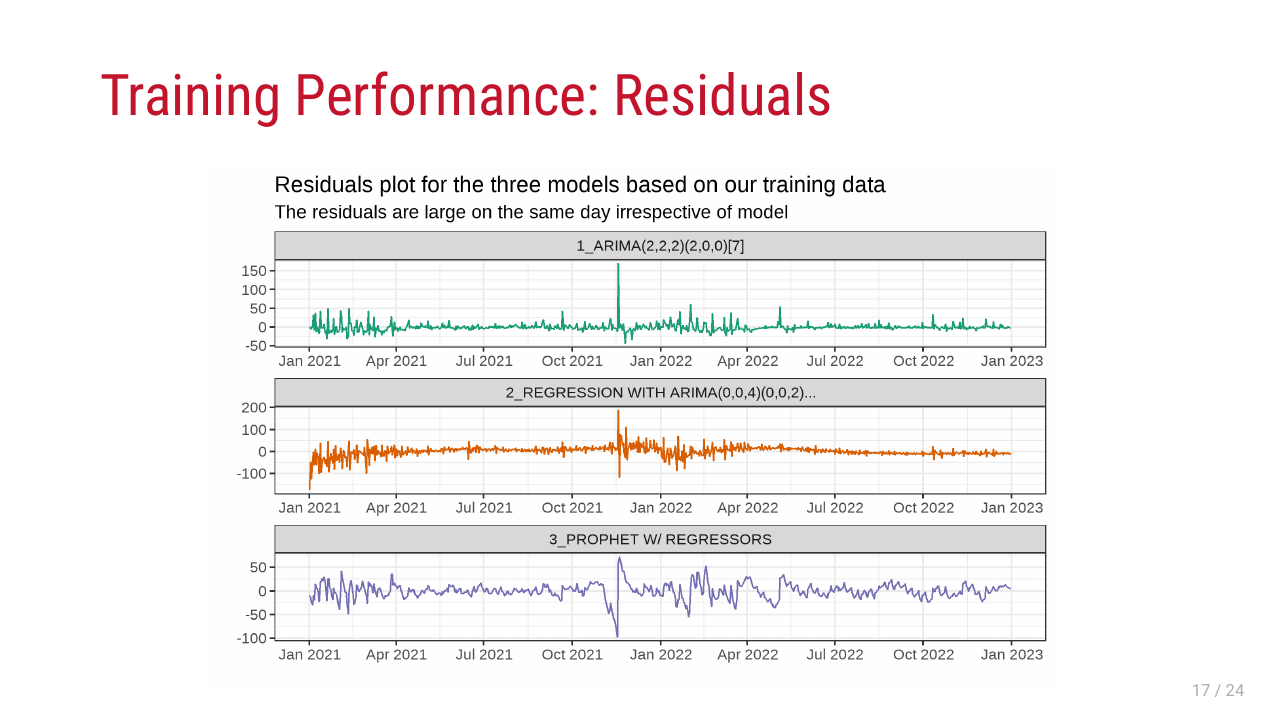 Training Performance: Residuals
Residuals plot for the three models based on our training data
The residuals are large on the same day irrespective of model
1_ARIMA(2,2,2)(2,0,0)[7]
150
100
50
0
-50
Jan 2021 Apr 2021 Jul 2021 Oct 2021 Jan 2022 Apr 2022 Jul 2022 Oct 2022 Jan 2023
2_REGRESSION WITH ARIMA(0,0,4)(0,0,2)...
200
100
0
-100
Jan 2021 Apr 2021 Jul 2021 Oct 2021 Jan 2022 Apr 2022 Jul 2022 Oct 2022 Jan 2023
3_PROPHET W/ REGRESSORS
50
0
-50
-100
Jan 2021 Apr 2021 Jul 2021 Oct 2021 Jan 2022 Apr 2022 Jul 2022 Oct 2022 Jan 2023
17 / 24